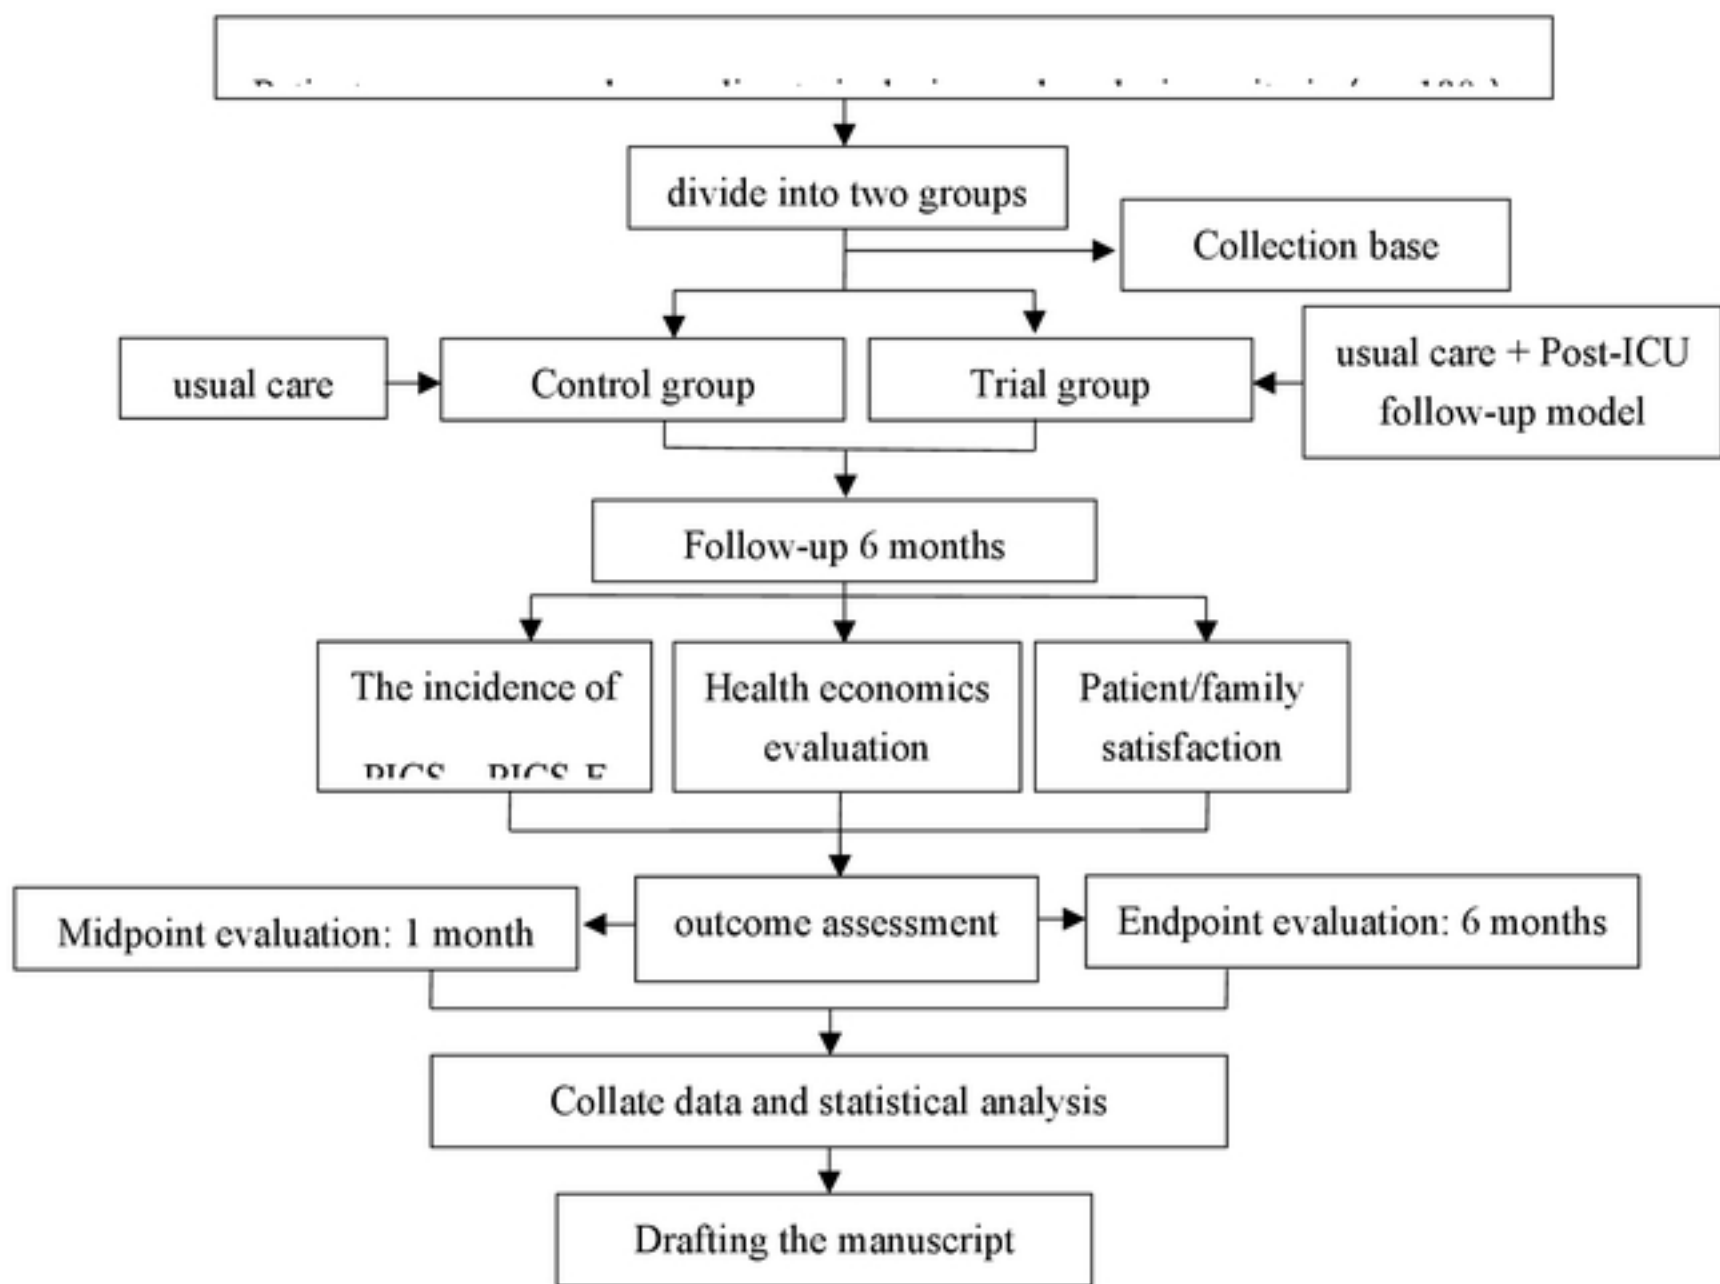 divide into two groups
Collection base
usual care
Control group
Trial group
usual care + Post-ICU
follow-up model
Follow-up 6 months
The incidence of
Health economics
evaluation
Patient/family
satisfaction
Midpoint evaluation: 1 month
outcome assessment
Endpoint evaluation: 6 months
Collate data and statistical analysis
Drafting the manuscript